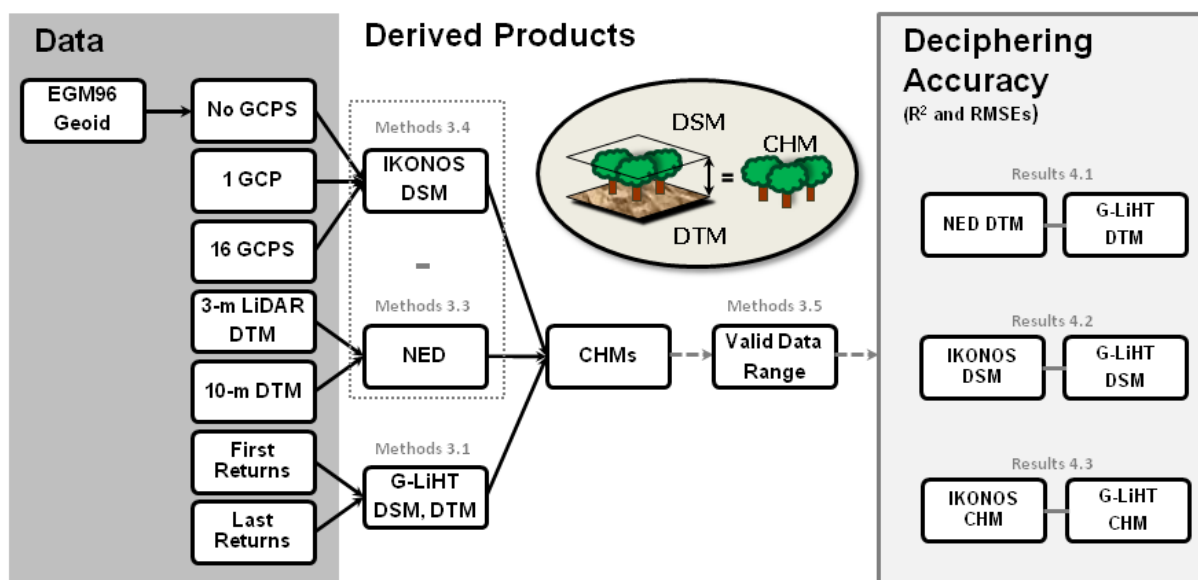 Data
EGM96
Geoid
No GCPS
1 GCP
16 GCPS
3-m LiDAR
DTM
10-m DTM
First
Returns
Last
Returns
Derived Products
Methods 3.4
IKONOS
DSM
-
Methods 3.3
NED
Methods 3.1
G-LiHT
DSM, DTM
DSM
CHM
=
DTM
CHMs
Methods 3.5
Valid Data
Range
Deciphering
Accuracy
(R² and RMSEs)
Results 4.1
NED DTM
G-LiHT
DTM
Results 4.2
IKONOS
DSM
G-LiHT
DSM
Results 4.3
IKONOS
CHM
G-LiHT
CHM